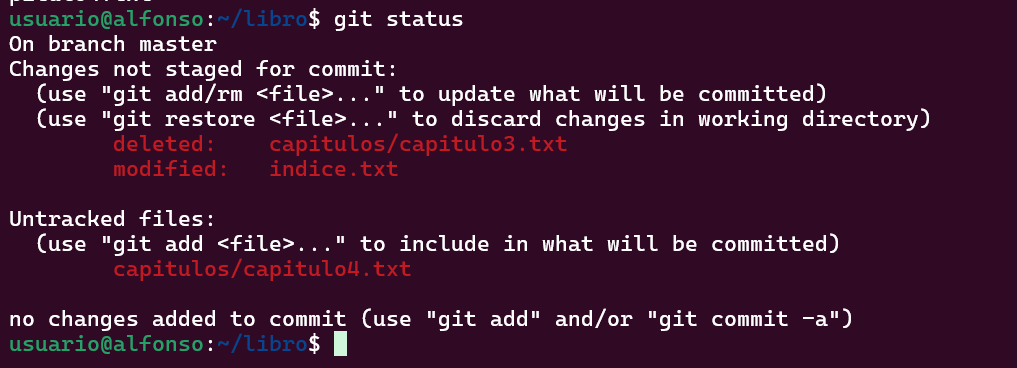 usuario@alfonso:~/libro$ git status
On branch master
Changes not staged for commit:
  (use "git add/rm <file>..." to update what will be committed)
  (use "git restore <file>..." to discard changes in working directory)
        deleted:    capitulos/capitulo3.txt
        modified:   indice.txt

Untracked files:
  (use "git add <file>..." to include in what will be committed)
        capitulos/capitulo4.txt

no changes added to commit (use "git add" and/or "git commit -a")
usuario@alfonso:~/libro$